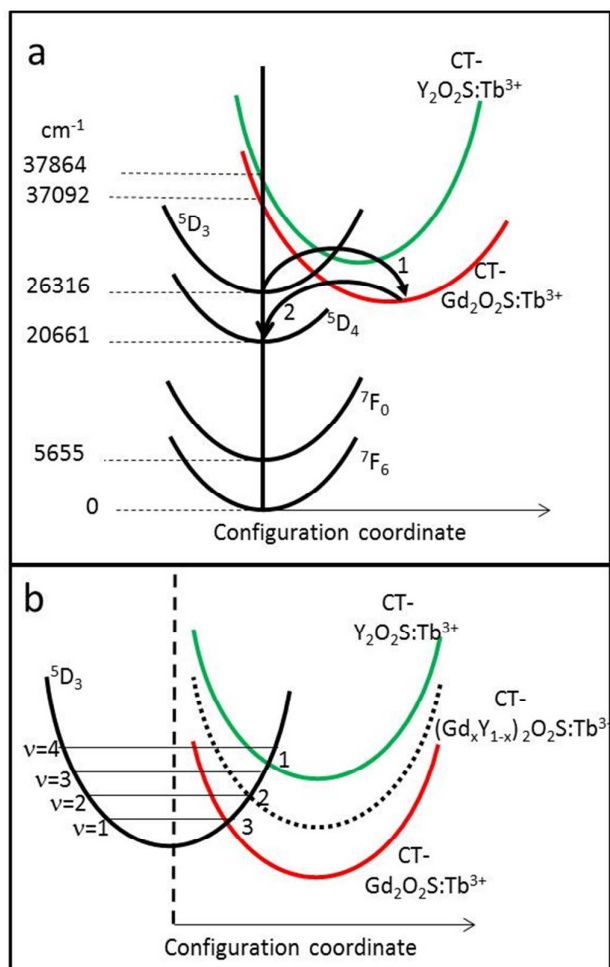 a
CT-
Y₂O₂S:Tb³⁺
cm⁻¹
37864
37092
⁵D₃
1
CT-
Gd₂O₂S:Tb³⁺
26316
2
⁵D₄
20661
⁷F₀
5655
⁷F₆
0
Configuration coordinate
b
CT-
Y₂O₂S:Tb³⁺
⁵D₃
CT-
(GdₓY₁₋ₓ)₂O₂S:Tb³⁺
ν=4
1
ν=3
ν=2
2
ν=1
3
CT-
Gd₂O₂S:Tb³⁺
Configuration coordinate